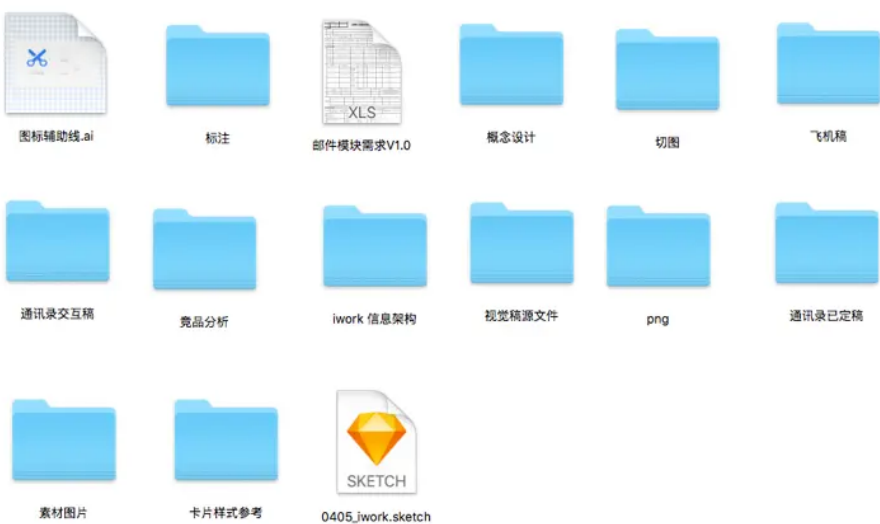 图标辅助线.ai
标注
XLS
邮件模块需求V1.0
概念设计
切图
飞机稿
通讯录交互稿
竞品分析
iwork 信息架构
视觉稿源文件
png
通讯录已定稿
素材图片
卡片样式参考
SKETCH
0405_iwork.sketch